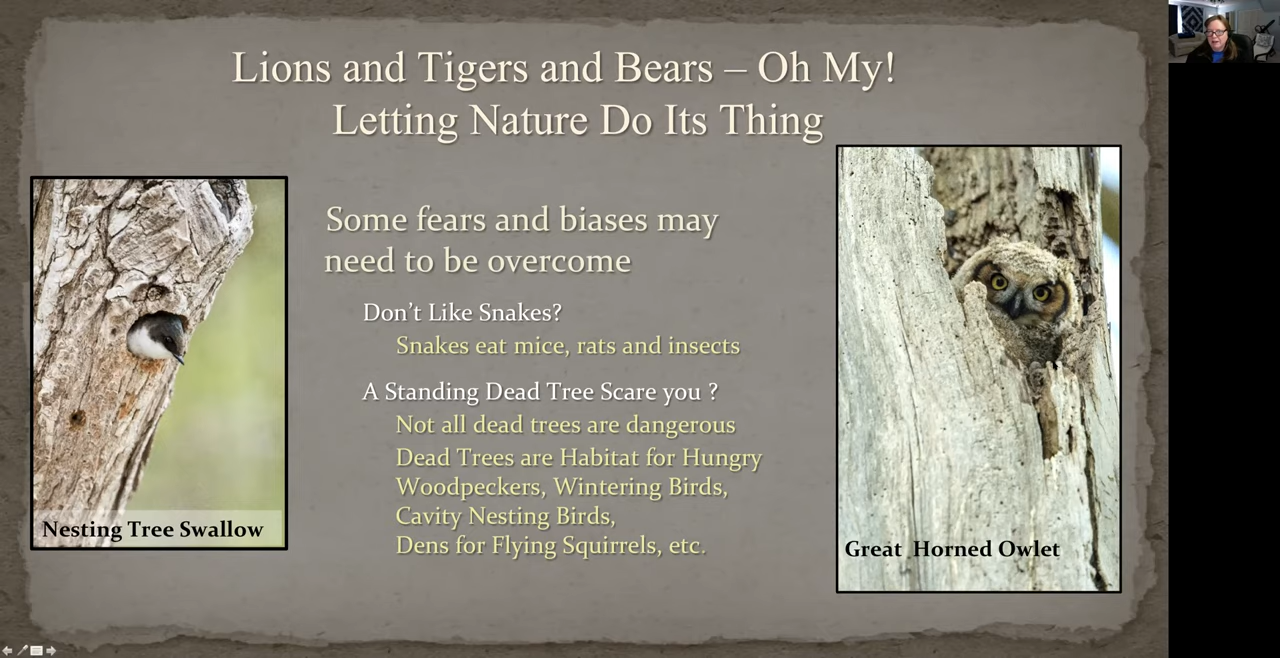 Lions and Tigers and Bears – Oh My!
Letting Nature Do Its Thing
Some fears and biases may
need to be overcome
Don’t Like Snakes?
Snakes eat mice, rats and insects
A Standing Dead Tree Scare you ?
Not all dead trees are dangerous
Dead Trees are Habitat for Hungry
Woodpeckers, Wintering Birds,
Cavity Nesting Birds,
Dens for Flying Squirrels, etc.
Nesting Tree Swallow
Great Horned Owlet